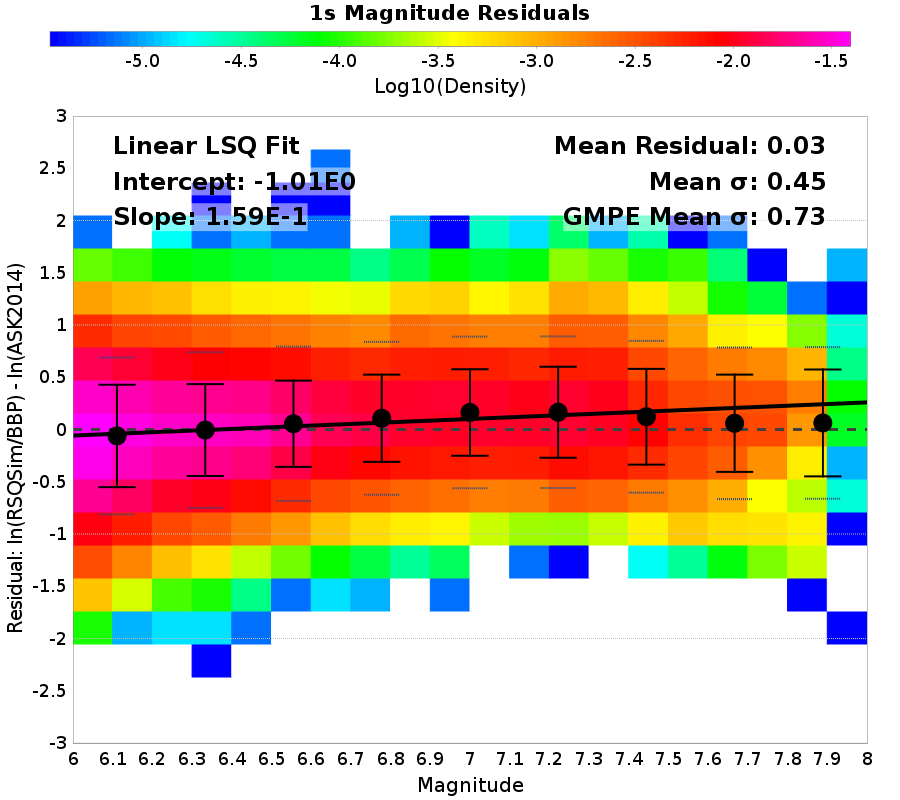 1s Magnitude Residuals
-5.0 -4.5 -4.0 -3.5 -3.0 -2.5 -2.0 -1.5
Log10(Density)
Linear LSQ Fit
Intercept: -1.01E0
Slope: 1.59E-1
Mean Residual: 0.03
Mean σ: 0.45
GMPE Mean σ: 0.73
Residual: ln(RSQSim/BBP) - ln(ASK2014)
3
2.5
2
1.5
1
0.5
0
-0.5
-1
-1.5
-2
-2.5
-3
6 6.1 6.2 6.3 6.4 6.5 6.6 6.7 6.8 6.9 7 7.1 7.2 7.3 7.4 7.5 7.6 7.7 7.8 7.9 8
Magnitude